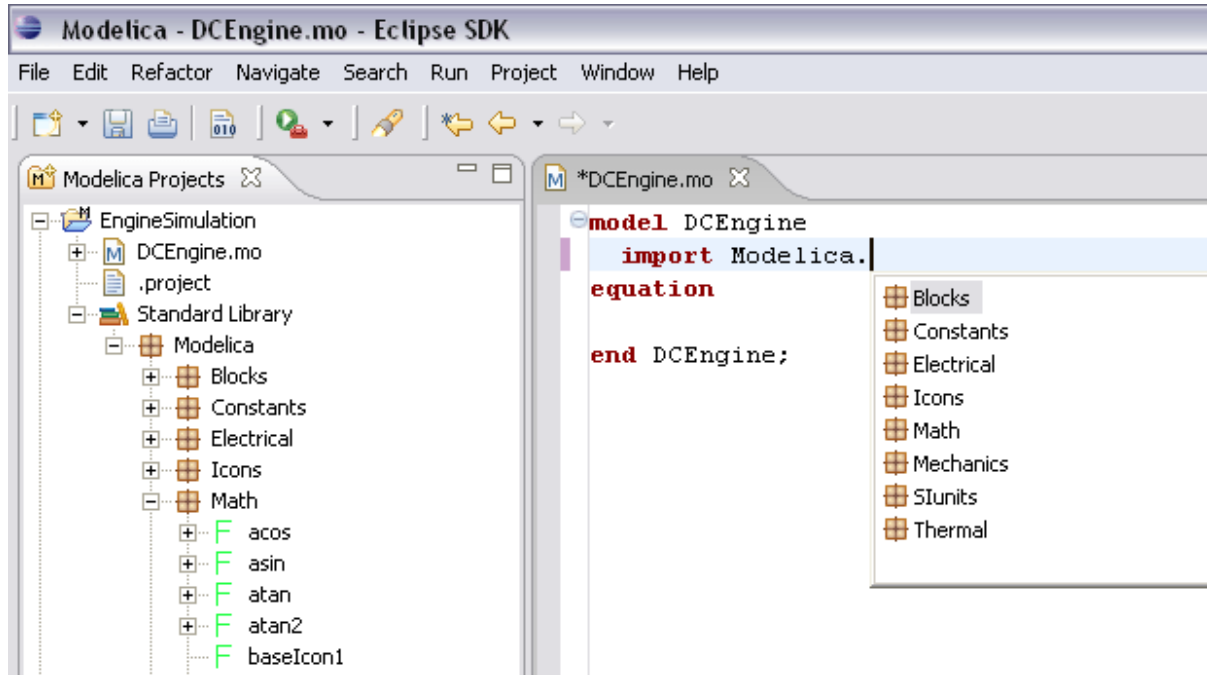 Modelica - DCEngine.mo - Eclipse SDK
File Edit Refactor Navigate Search Run Project Window Help
010
M Modelica Projects
EngineSimulation
M DCEngine.mo
.project
Standard Library
Modelica
Blocks
Constants
Electrical
Icons
Math
F acos
F asin
F atan
F atan2
F baseIcon1
M *DCEngine.mo
model DCEngine
import Modelica.
equation
end DCEngine;
Blocks
Constants
Electrical
Icons
Math
Mechanics
SIunits
Thermal